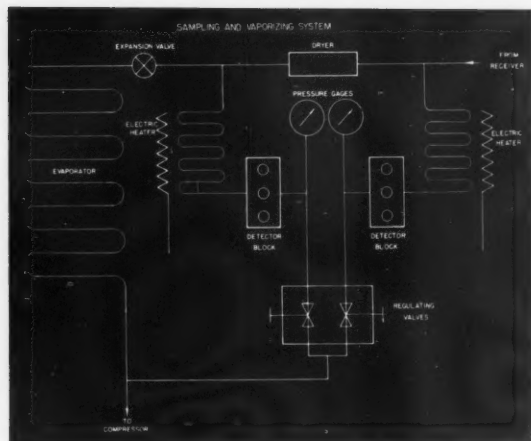 SAMPLING AND VAPORIZING SYSTEM
EXPANSION VALVE
DRYER
FROM
RECEIVER
PRESSURE GAGES
ELECTRIC
HEATER
ELECTRIC
HEATER
EVAPORATOR
DETECTOR
BLOCK
DETECTOR
BLOCK
REGULATING
VALVES
TO
COMPRESSOR